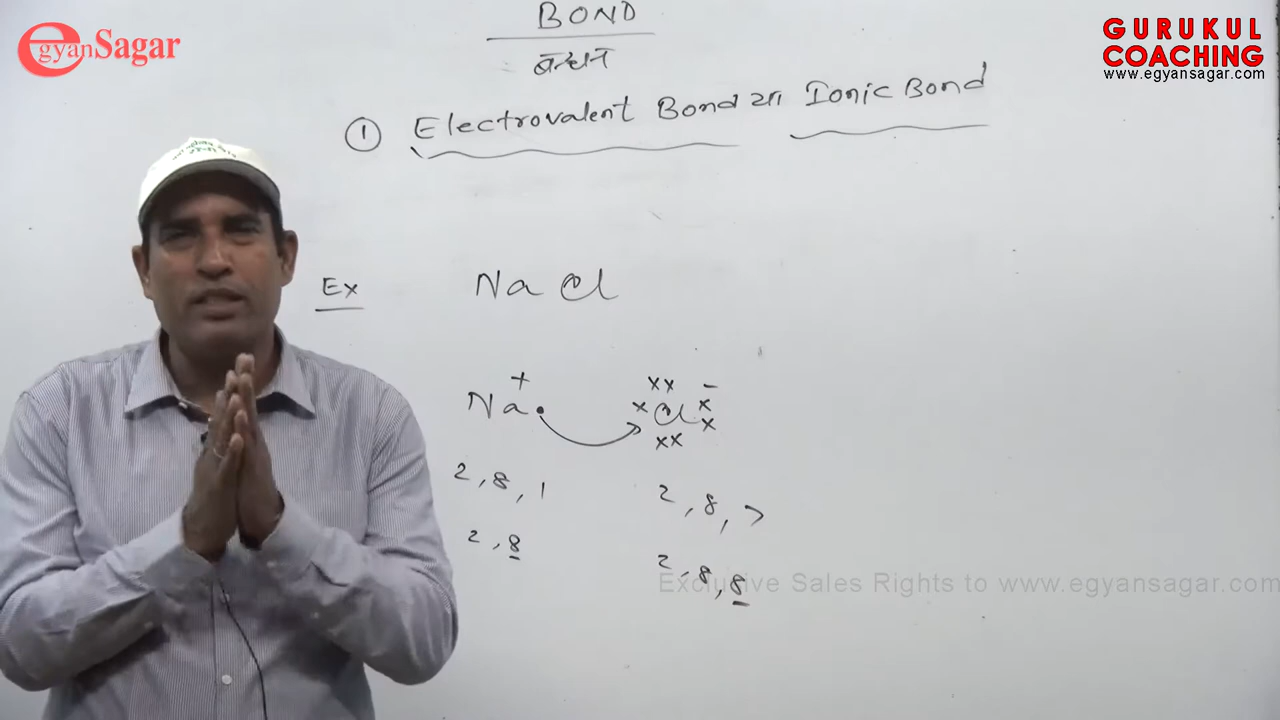 egyanSagar
GURUKUL
COACHING
www.egyansagar.com
BOND
बन्धन
① Electrovalent Bond या Ionic Bond
Ex NaCl
Na⁺ Cl⁻
2, 8, 1
2, 8, 7
2, 8
2, 8, 8
Exclusive Sales Rights to www.egyansagar.com